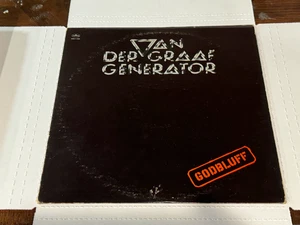 VAN
DER GRAAF
GENERATOR
GODBLUFF